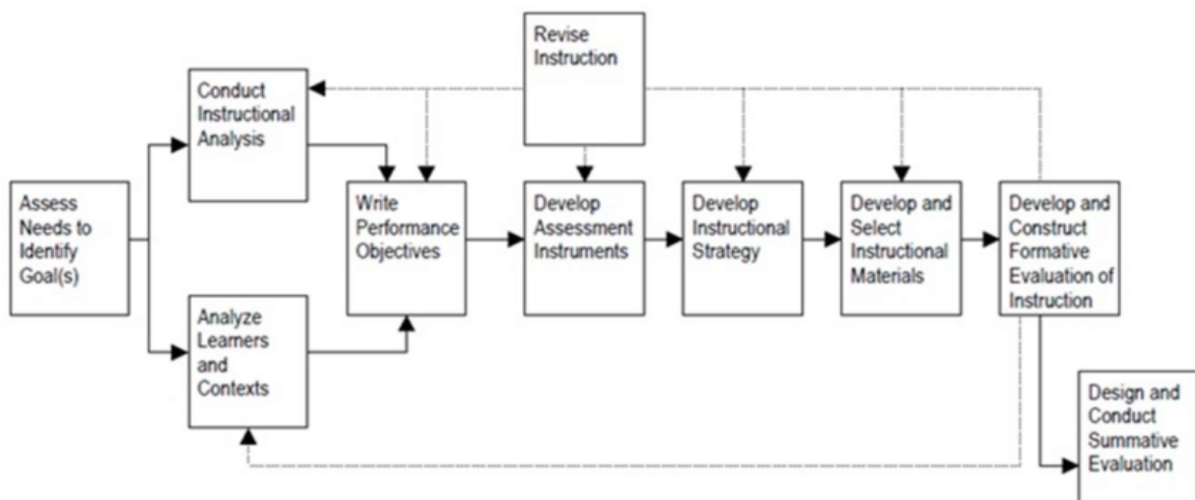 Revise
Instruction
Conduct
Instructional
Analysis
Assess
Needs to
Identify
Goal(s)
Analyze
Learners
and
Contexts
Write
Performance
Objectives
Develop
Assessment
Instruments
Develop
Instructional
Strategy
Develop and
Select
Instructional
Materials
Develop and
Construct
Formative
Evaluation of
Instruction
Design and
Conduct
Summative
Evaluation